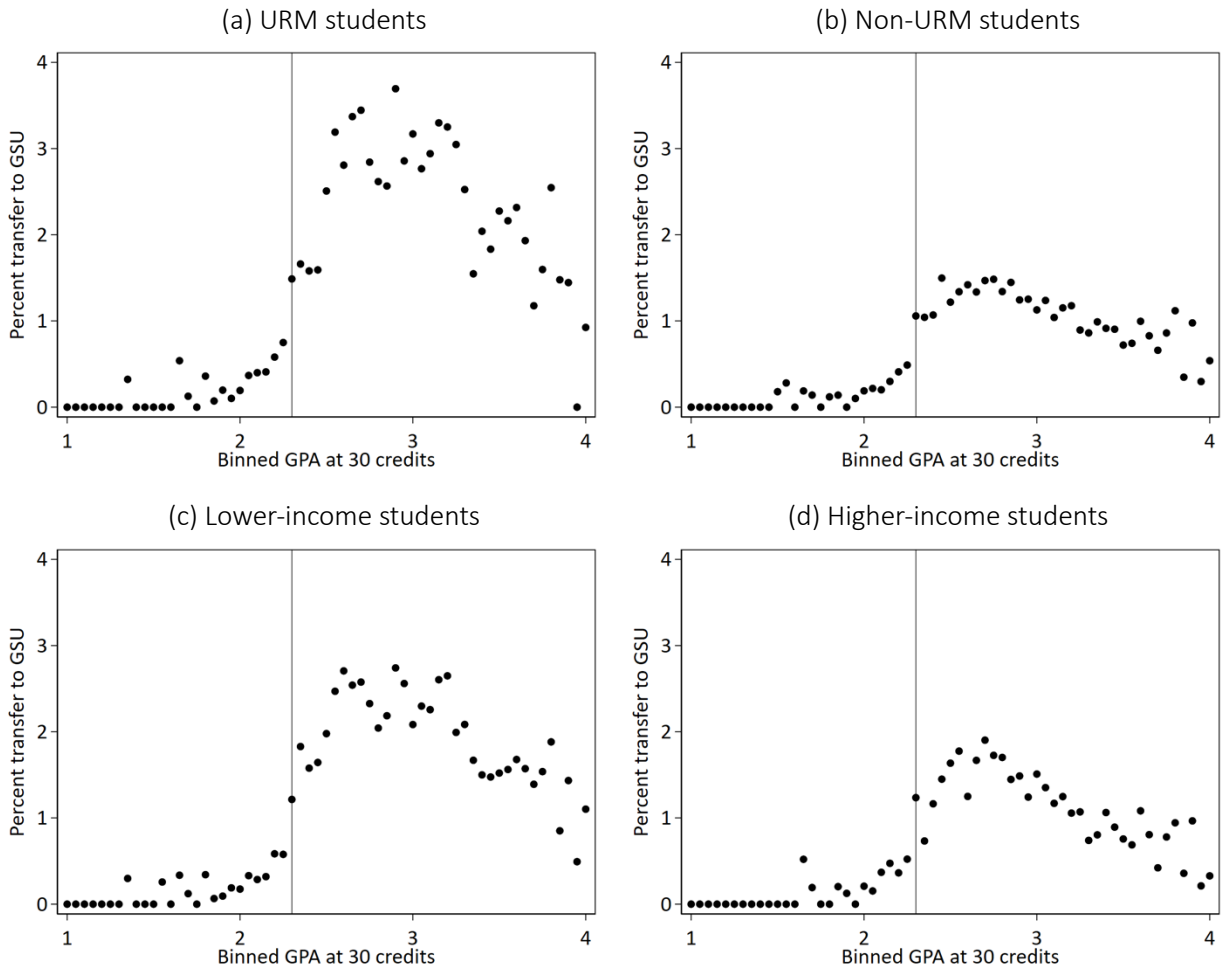 (a) URM students
Percent transfer to GSU
4
3
2
1
0
1 2 3 4
Binned GPA at 30 credits
(b) Non-URM students
Percent transfer to GSU
4
3
2
1
0
1 2 3 4
Binned GPA at 30 credits
(c) Lower-income students
Percent transfer to GSU
4
3
2
1
0
1 2 3 4
Binned GPA at 30 credits
(d) Higher-income students
Percent transfer to GSU
4
3
2
1
0
1 2 3 4
Binned GPA at 30 credits